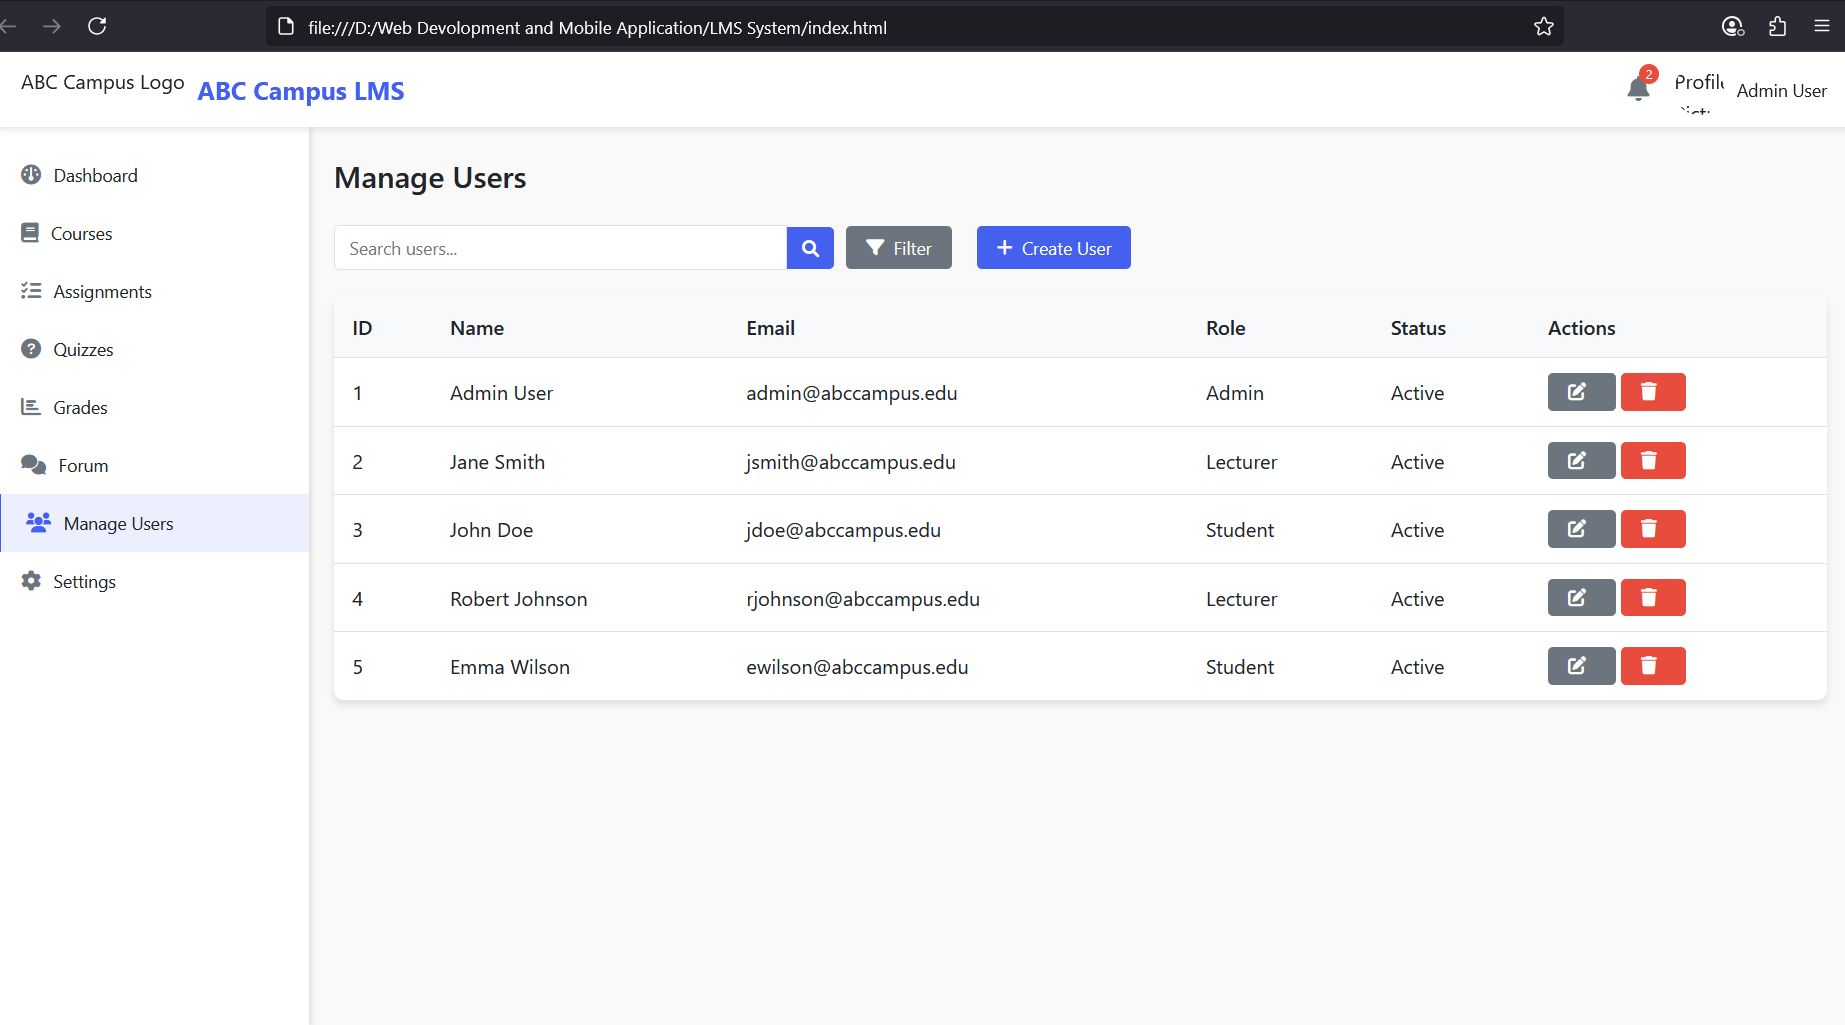 file:///D:/Web Devolopment and Mobile Application/LMS System/index.html
ABC Campus Logo ABC Campus LMS 2 Profile Admin User
Dashboard
Courses
Assignments
Quizzes
Grades
Forum
Manage Users
Settings
Manage Users
Search users... Filter Create User
ID Name Email Role Status Actions
1 Admin User admin@abccampus.edu Admin Active
2 Jane Smith jsmith@abccampus.edu Lecturer Active
3 John Doe jdoe@abccampus.edu Student Active
4 Robert Johnson rjohnson@abccampus.edu Lecturer Active
5 Emma Wilson ewilson@abccampus.edu Student Active